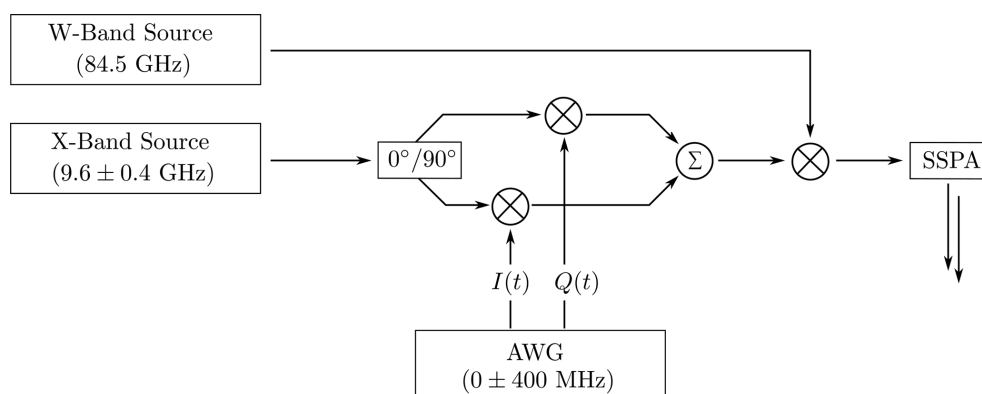 W-Band Source
(84.5 GHz)
X-Band Source
(9.6 ± 0.4 GHz)
0°/90°
Σ
SSPA
I(t)
Q(t)
AWG
(0 ± 400 MHz)